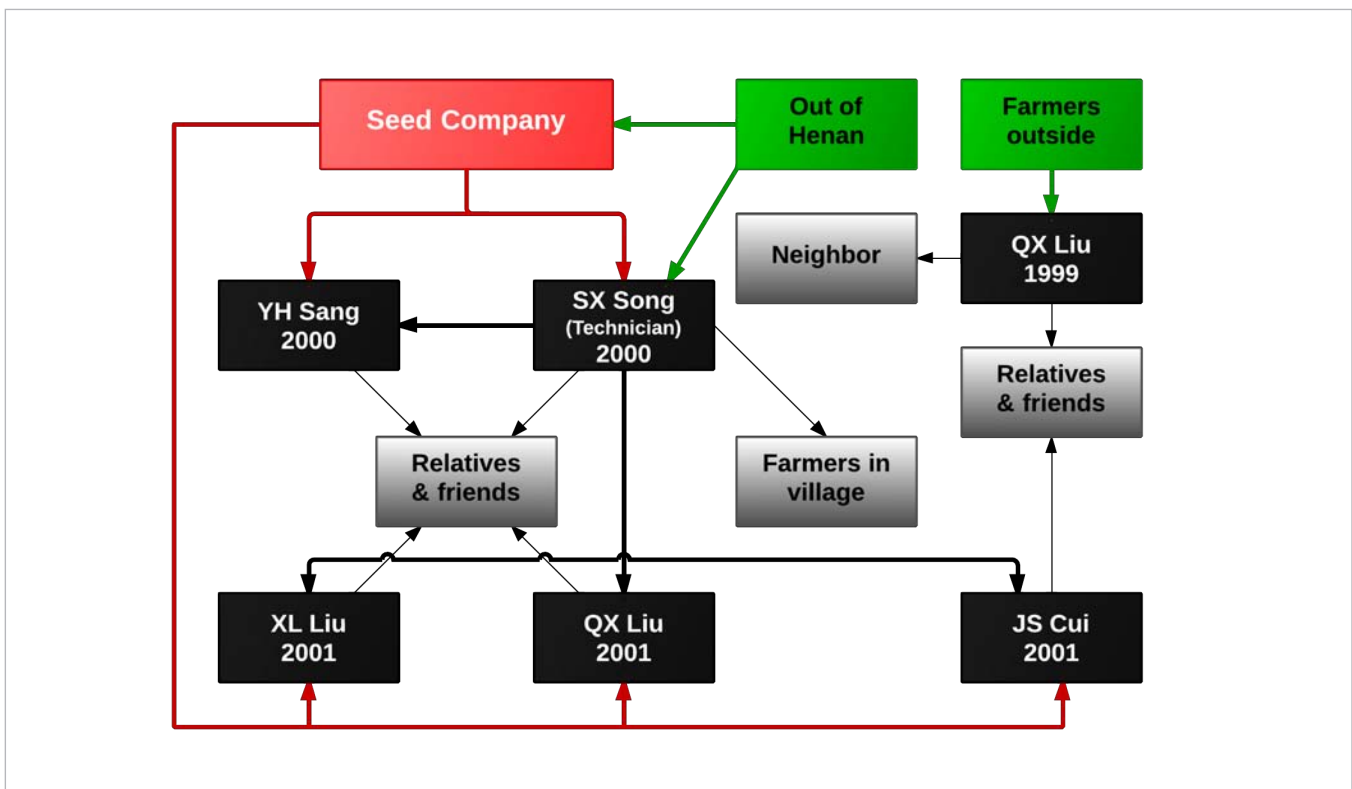 Seed Company
Out of
Henan
Farmers
outside
Neighbor
QX Liu
1999
YH Sang
2000
SX Song
(Technician)
2000
Relatives
& friends
Relatives
& friends
Farmers in
village
XL Liu
2001
QX Liu
2001
JS Cui
2001